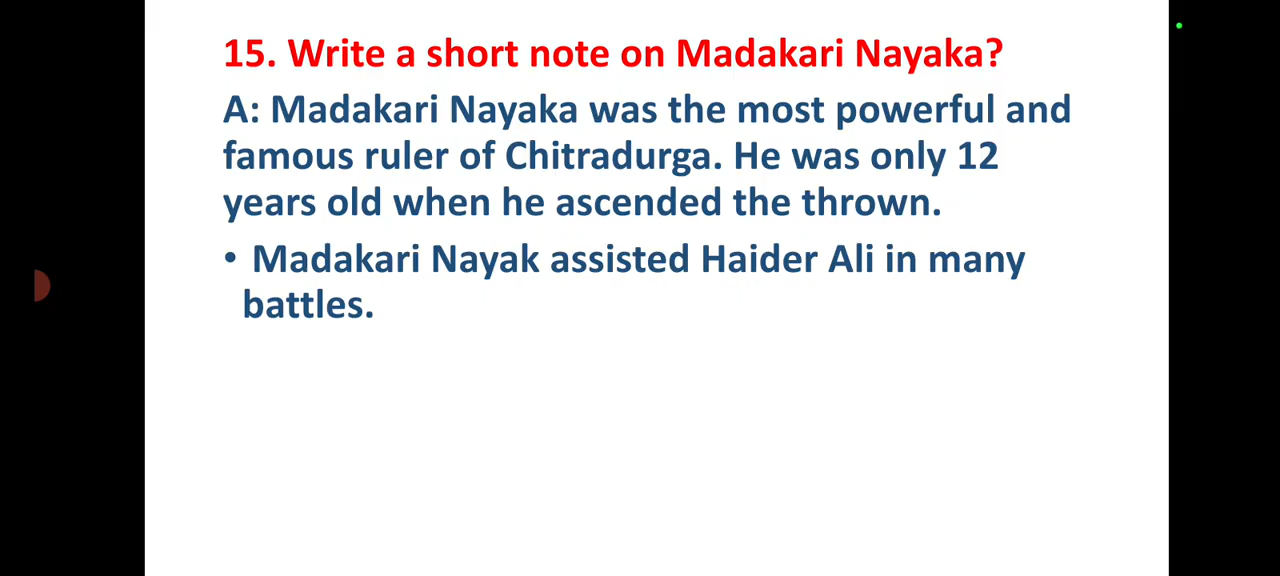 15. Write a short note on Madakari Nayaka?
A: Madakari Nayaka was the most powerful and
famous ruler of Chitradurga. He was only 12
years old when he ascended the thrown.
• Madakari Nayak assisted Haider Ali in many
battles.